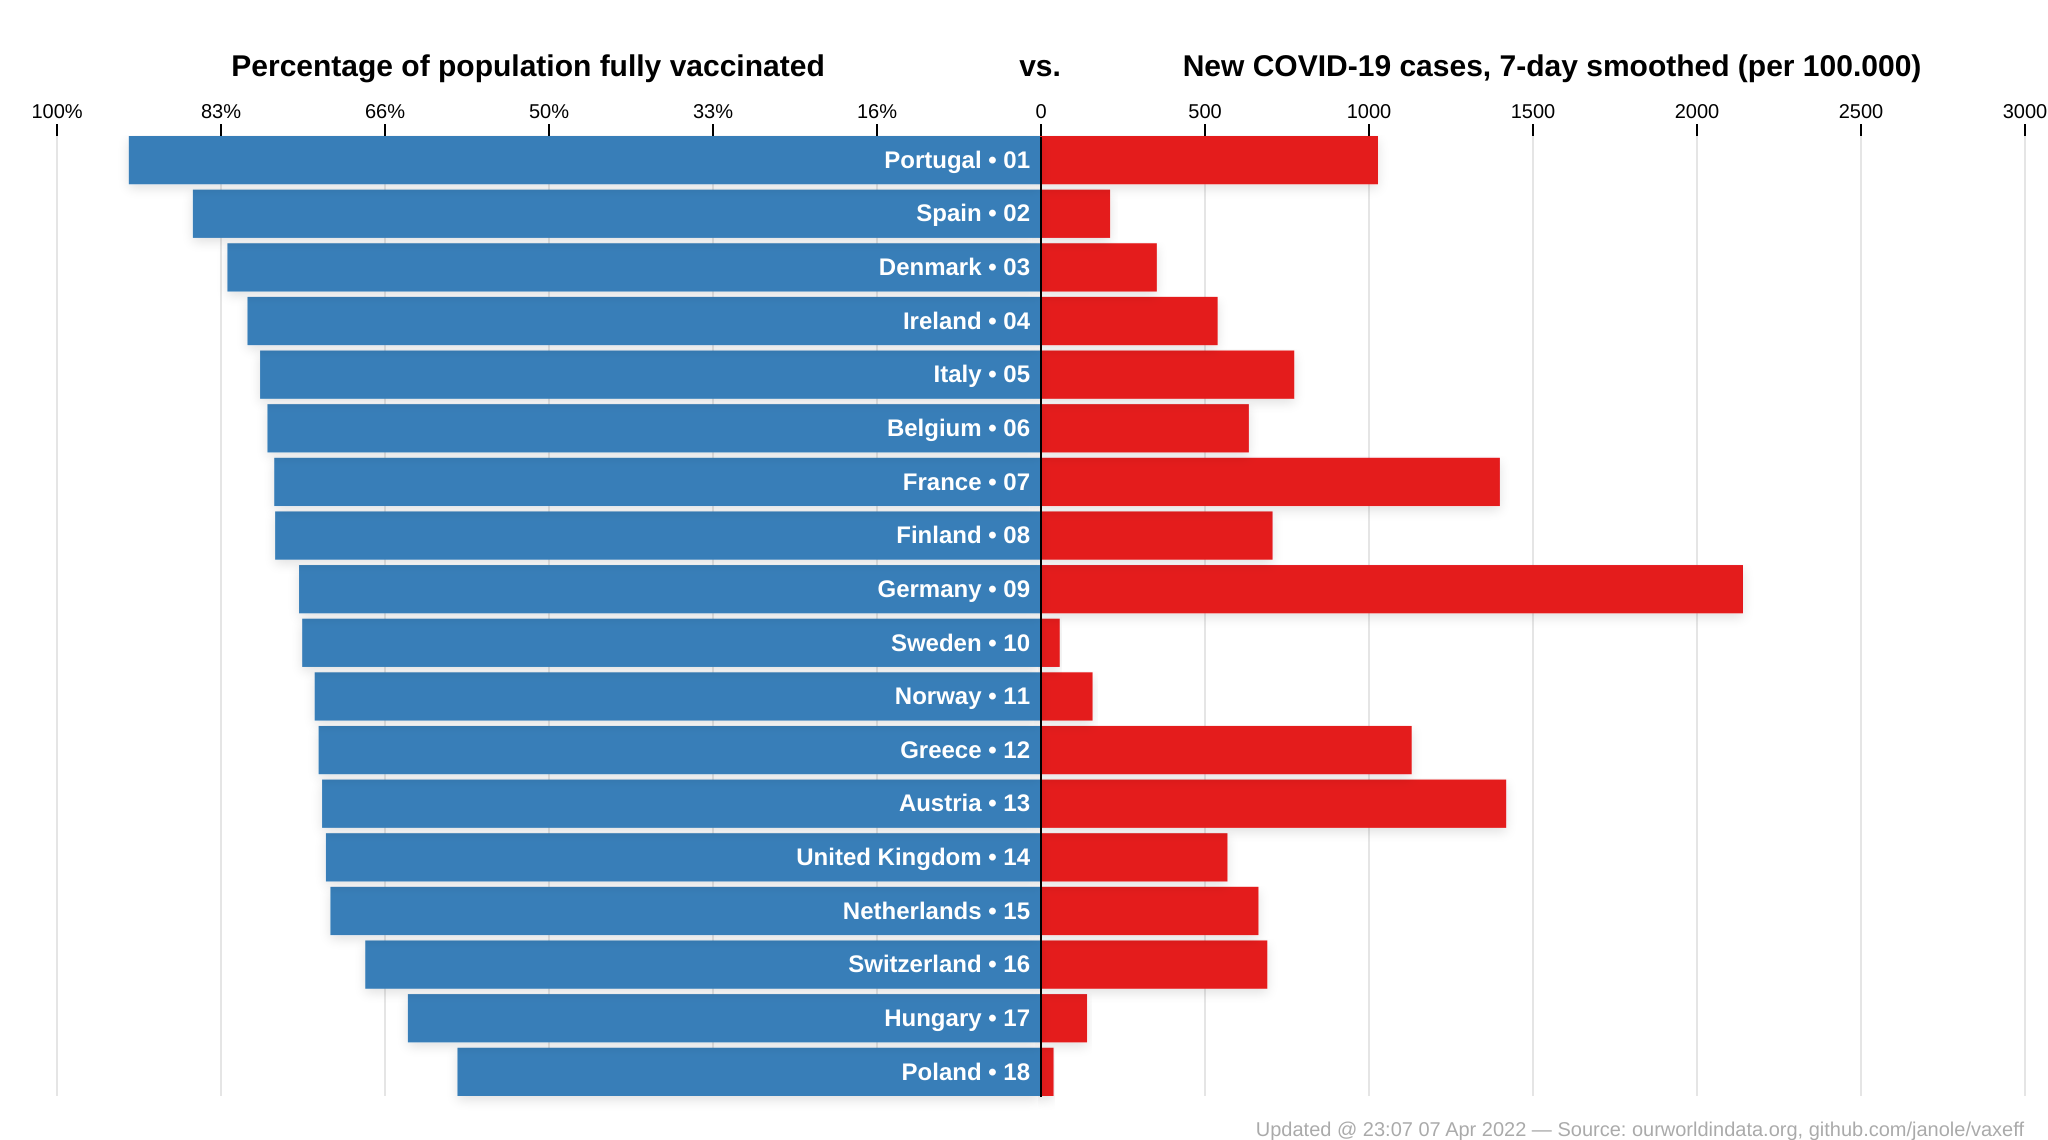 Percentage of population fully vaccinated vs. New COVID-19 cases, 7-day smoothed (per 100.000)
100% 83% 66% 50% 33% 16% 0 500 1000 1500 2000 2500 3000
Portugal • 01
Spain • 02
Denmark • 03
Ireland • 04
Italy • 05
Belgium • 06
France • 07
Finland • 08
Germany • 09
Sweden • 10
Norway • 11
Greece • 12
Austria • 13
United Kingdom • 14
Netherlands • 15
Switzerland • 16
Hungary • 17
Poland • 18
Updated @ 23:07 07 Apr 2022 — Source: ourworldindata.org, github.com/janole/vaxeff